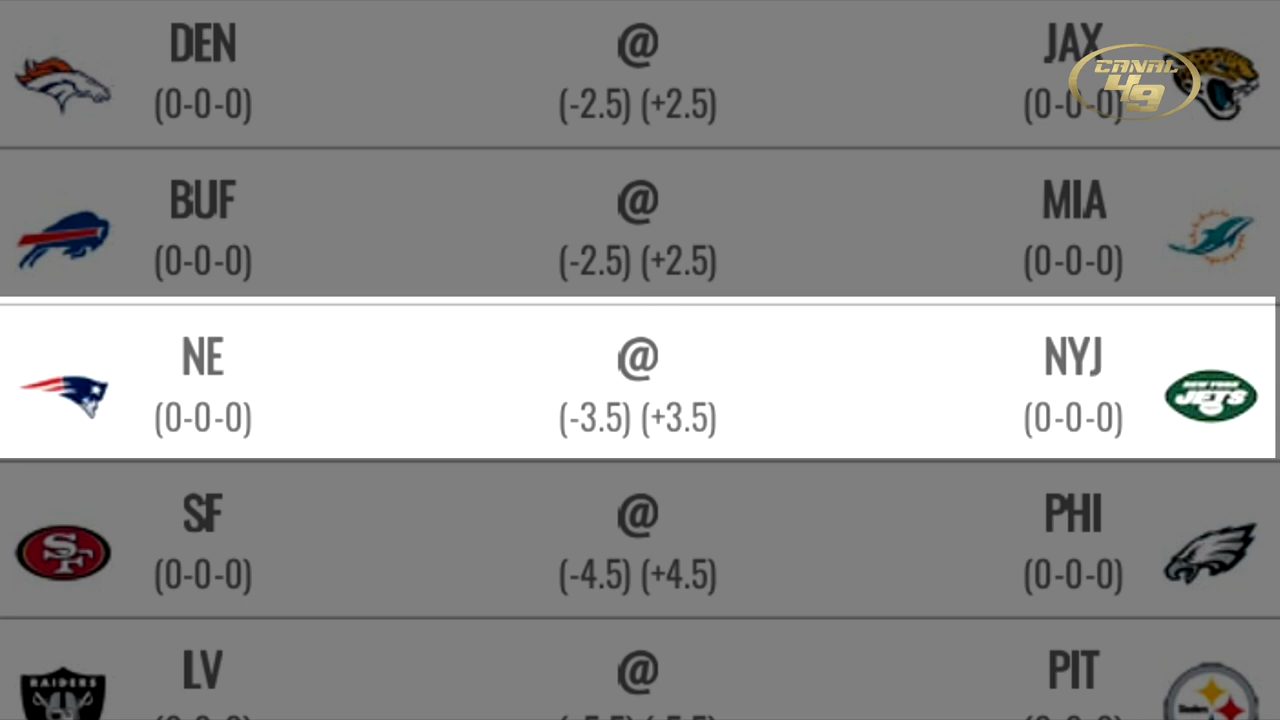 DEN @ JAX
(0-0-0) (-2.5) (+2.5) (0-0-0)
CANAL
49
BUF @ MIA
(0-0-0) (-2.5) (+2.5) (0-0-0)
NE @ NYJ
(0-0-0) (-3.5) (+3.5) (0-0-0)
NEW YORK
JETS
SF @ PHI
SF
(0-0-0) (-4.5) (+4.5) (0-0-0)
LV @ PIT
RAIDERS
Steelers